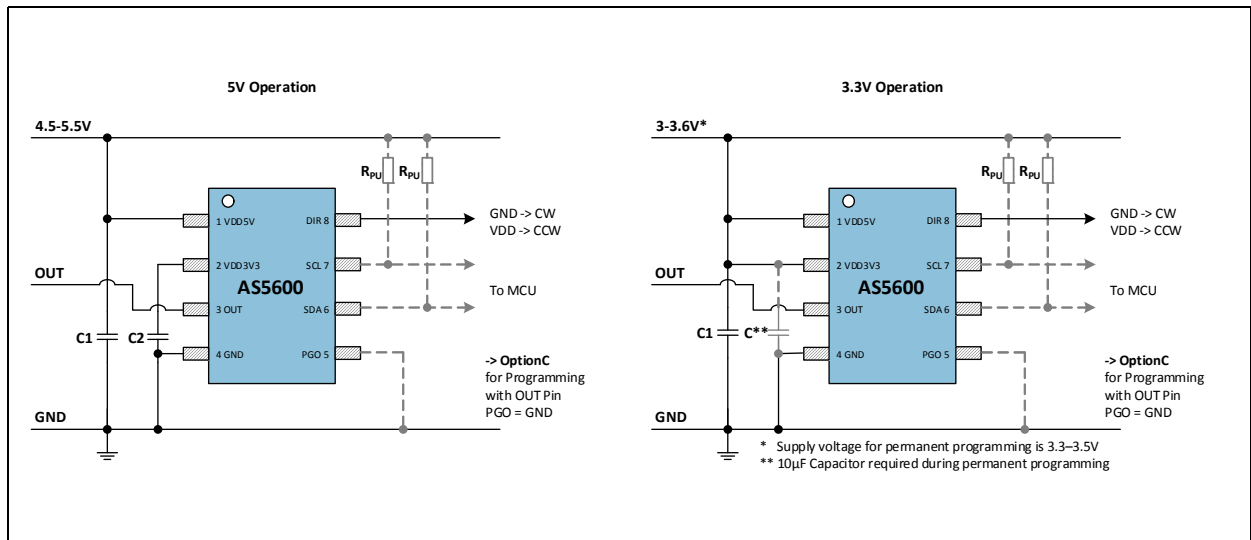 5V Operation
4.5-5.5V
RPU RPU
1 VDD5V
DIR 8
GND -> CW
VDD -> CCW
2 VDD3V3
SCL 7
OUT
AS5600
To MCU
3 OUT
SDA 6
C1
C2
4 GND
PGO 5
-> OptionC
for Programming
with OUT Pin
PGO = GND
GND
3.3V Operation
3-3.6V*
RPU RPU
1 VDD5V
DIR 8
GND -> CW
VDD -> CCW
2 VDD3V3
SCL 7
OUT
AS5600
To MCU
3 OUT
SDA 6
C1
C**
4 GND
PGO 5
-> OptionC
for Programming
with OUT Pin
PGO = GND
GND
* Supply voltage for permanent programming is 3.3–3.5V
** 10µF Capacitor required during permanent programming